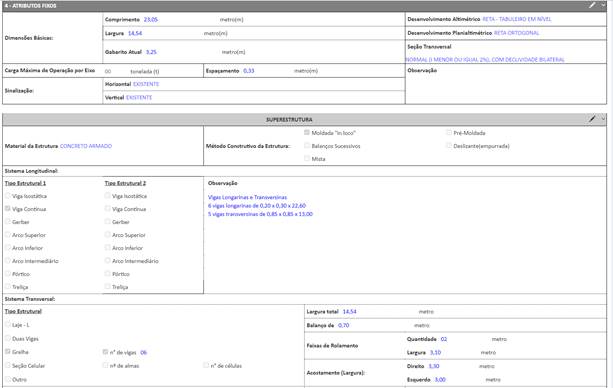 4 - ATRIBUTOS FIXOS
Dimensões Básicas:
Comprimento 23,05 metro(m)
Largura 14,54 metro(m)
Gabarito Atual 3,25 metro(m)
Desenvolvimento Altimétrico RETA - TABULEIRO EM NÍVEL
Desenvolvimento Planialtimétrico RETA ORTOGONAL
Seção Transversal
NORMAL (I MENOR OU IGUAL 2%), COM DECLIVIDADE BILATERAL
Carga Máxima de Operação por Eixo 00 tonelada (t)
Espaçamento 0,33 metro(m)
Observação
Sinalização:
Horizontal EXISTENTE
Vertical EXISTENTE
SUPERESTRUTURA
Material da Estrutura CONCRETO ARMADO
Método Construtivo da Estrutura:
Moldada "in.loco"
Pré-Moldada
Balanços Sucessivos
Deslizante(empurrada)
Mista
Sistema Longitudinal:
Tipo Estrutural 1
Viga Isostática
Viga Contínua
Gerber
Arco Superior
Arco Inferior
Arco Intermediário
Pórtico
Treliça
Tipo Estrutural 2
Viga Isostática
Viga Contínua
Gerber
Arco Superior
Arco Inferior
Arco Intermediário
Pórtico
Treliça
Observação
Vigas Longarinas e Transversinas
6 vigas longarinas de 0,20 x 0,30 x 22,60
5 vigas transversinas de 0,85 x 0,85 x 13,00
Sistema Transversal:
Tipo Estrutural
Laje - L
Duas Vigas
Grelha
n° de vigas 06
Seção Celular
nº de almas
n° de células
Outro
Largura total 14,54 metro
Balanço de 0,70 metro
Faixas de Rolamento
Quantidade 02 metro
Largura 3,10 metro
Acostamento (Largura):
Direito 3,30 metro
Esquerdo 3,00 metro